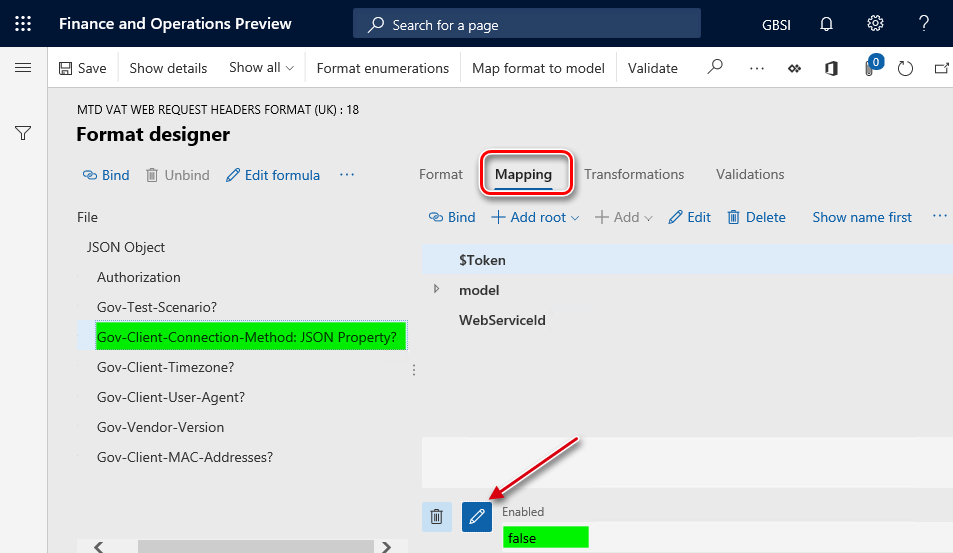 Finance and Operations Preview
Search for a page
GBSI
?
Save
Show details
Show all
Format enumerations
Map format to model
Validate
...
0
MTD VAT WEB REQUEST HEADERS FORMAT (UK) : 18
Format designer
Bind
Unbind
Edit formula
...
File
JSON Object
Authorization
Gov-Test-Scenario?
Gov-Client-Connection-Method: JSON Property?
Gov-Client-Timezone?
Gov-Client-User-Agent?
Gov-Vendor-Version
Gov-Client-MAC-Addresses?
Format
Mapping
Transformations
Validations
Bind
Add root
Add
Edit
Delete
Show name first
...
$Token
model
WebServiceId
Enabled
false